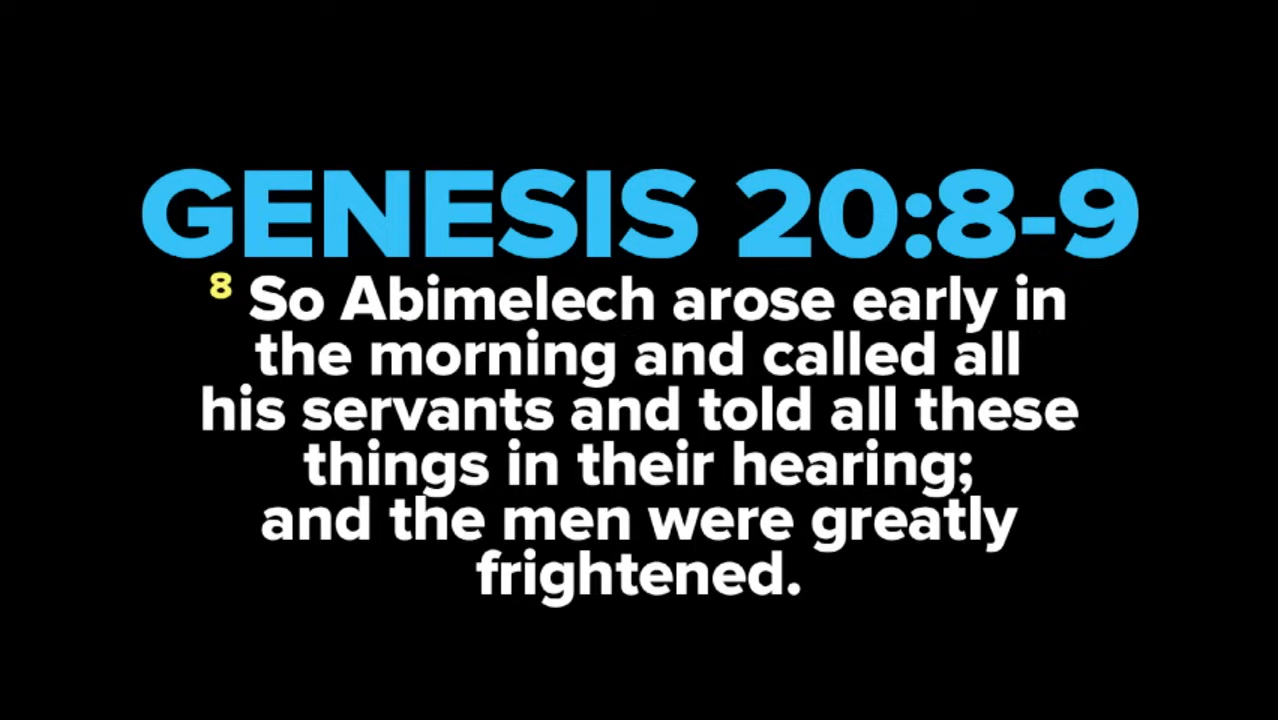 GENESIS 20:8-9
8 So Abimelech arose early in
the morning and called all
his servants and told all these
things in their hearing;
and the men were greatly
frightened.